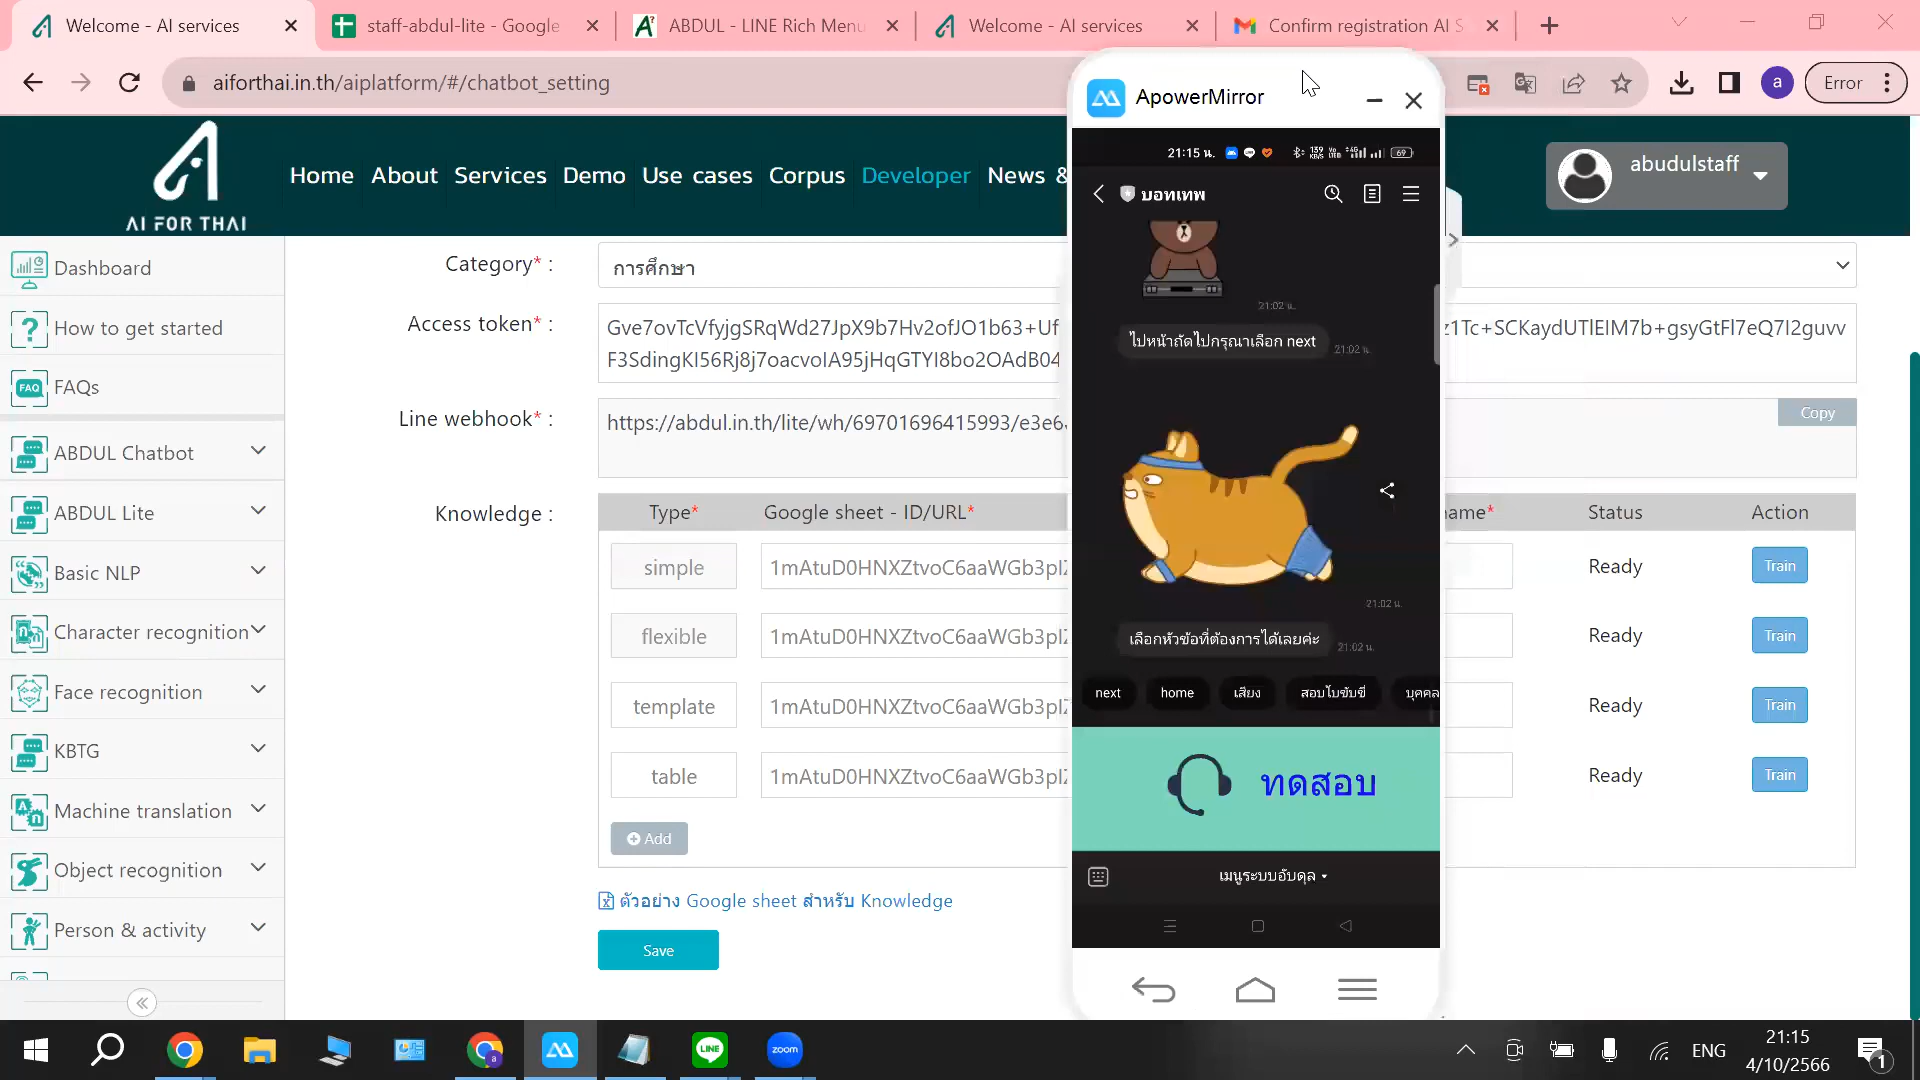 Welcome - AI services
staff-abdul-lite - Google
ABDUL - LINE Rich Menu
Welcome - AI services
Confirm registration AI S
aiforthai.in.th/aiplatform/#/chatbot_setting
a
Error
AI FOR THAI
Home
About
Services
Demo
Use cases
Corpus
Developer
News &
abudulstaff
Dashboard
How to get started
FAQs
ABDUL Chatbot
ABDUL Lite
Basic NLP
Character recognition
Face recognition
KBTG
Machine translation
Object recognition
Person & activity
Category* :
การศึกษา
Access token* :
Gve7ovTcVfyjgSRqWd27JpX9b7Hv2ofJO1b63+Uf
z1Tc+SCKaydUTlEIM7b+gsyGtFl7eQ7I2guvv
F3SdingKI56Rj8j7oacvoIA95jHqGTYI8bo2OAdB04
Line webhook* :
https://abdul.in.th/lite/wh/69701696415993/e3e6
Copy
Knowledge :
Type*
Google sheet - ID/URL*
ame*
Status
Action
simple
1mAtuD0HNXZtvoC6aaWGb3pIZ
Ready
Train
flexible
1mAtuD0HNXZtvoC6aaWGb3pIZ
Ready
Train
template
1mAtuD0HNXZtvoC6aaWGb3pIZ
Ready
Train
table
1mAtuD0HNXZtvoC6aaWGb3pIZ
Ready
Train
Add
ตัวอย่าง Google sheet สำหรับ Knowledge
Save
ApowerMirror
21:15 น.
69
บอทเทพ
21:02 น.
ไปหน้าถัดไปกรุณาเลือก next
21:02 น.
21:02 น.
เลือกหัวข้อที่ต้องการได้เลยค่ะ
21:02 น.
next
home
เสียง
สอบใบขับขี่
บุคคล
ทดสอบ
เมนูระบบอับดุล
LINE
zoom
ENG
21:15
4/10/2566
1